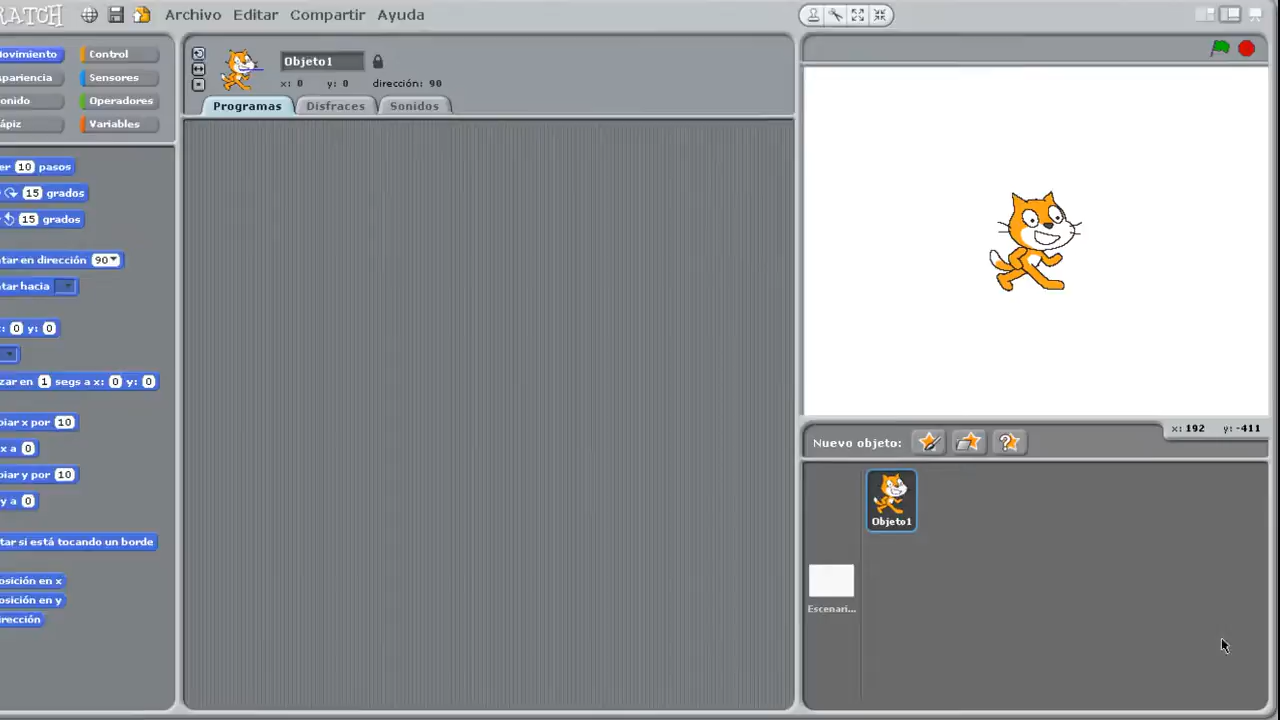 RATCH Archivo Editar Compartir Ayuda
Movimiento Control
pariencia Sensores
onido Operadores
ápiz Variables
Objeto1
x: 0 y: 0 dirección: 90
Programas Disfraces Sonidos
er 10 pasos
15 grados
15 grados
tar en dirección 90
tar hacia
: 0 y: 0
zar en 1 segs a x: 0 y: 0
biar x por 10
x a 0
biar y por 10
y a 0
tar si está tocando un borde
osición en x
osición en y
rección
x: 192 y: -411
Nuevo objeto:
Objeto1
Escenari...